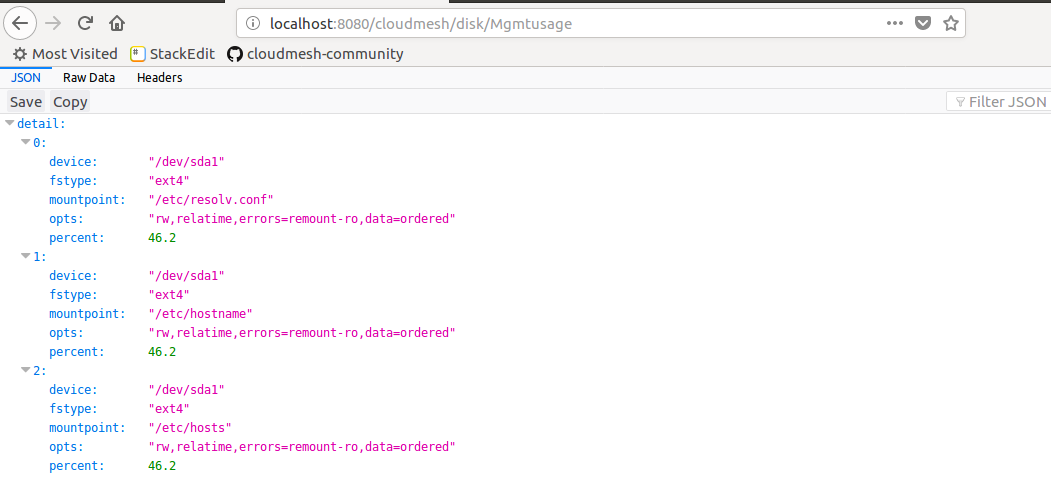 localhost:8080/cloudmesh/disk/Mgmtusage
Most Visited StackEdit cloudmesh-community
JSON Raw Data Headers
Save Copy Filter JSON
detail:
0:
device: "/dev/sda1"
fstype: "ext4"
mountpoint: "/etc/resolv.conf"
opts: "rw,relatime,errors=remount-ro,data=ordered"
percent: 46.2
1:
device: "/dev/sda1"
fstype: "ext4"
mountpoint: "/etc/hostname"
opts: "rw,relatime,errors=remount-ro,data=ordered"
percent: 46.2
2:
device: "/dev/sda1"
fstype: "ext4"
mountpoint: "/etc/hosts"
opts: "rw,relatime,errors=remount-ro,data=ordered"
percent: 46.2